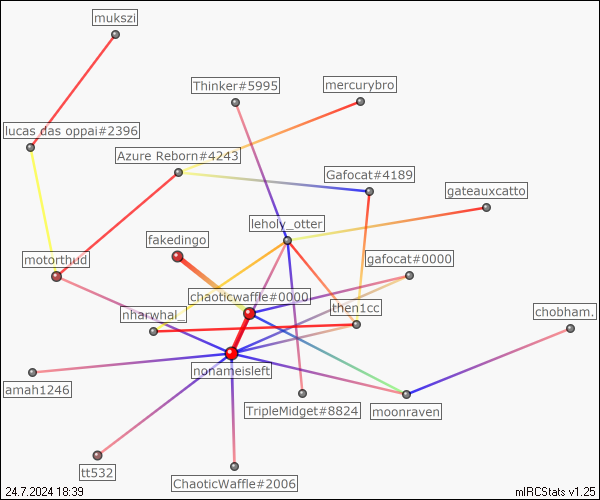 mukszi
Thinker#5995
mercurybro
lucas das oppai#2396
Azure Reborn#4243
Gafocat#4189
gateauxcatto
leholy_otter
fakedingo
motorthud
gafocat#0000
chaoticwaffle#0000
nharwhal_
then1cc
chobham.
nonameisleft
amah1246
TripleMidget#8824
moonraven
tt532
ChaoticWaffle#2006
24.7.2024 18:39
mIRCStats v1.25